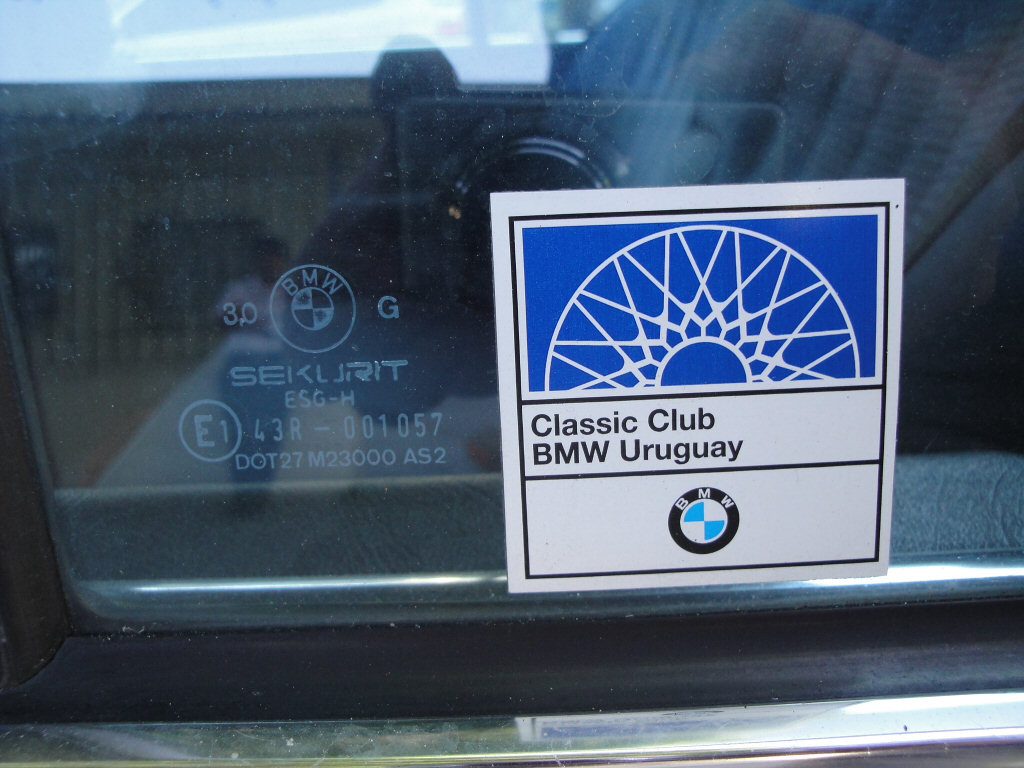 BMW
3.0 G
SEKURIT
ESG-H
E1 43R - 001057
DOT27 M23000 AS2
Classic Club
BMW Uruguay
BMW